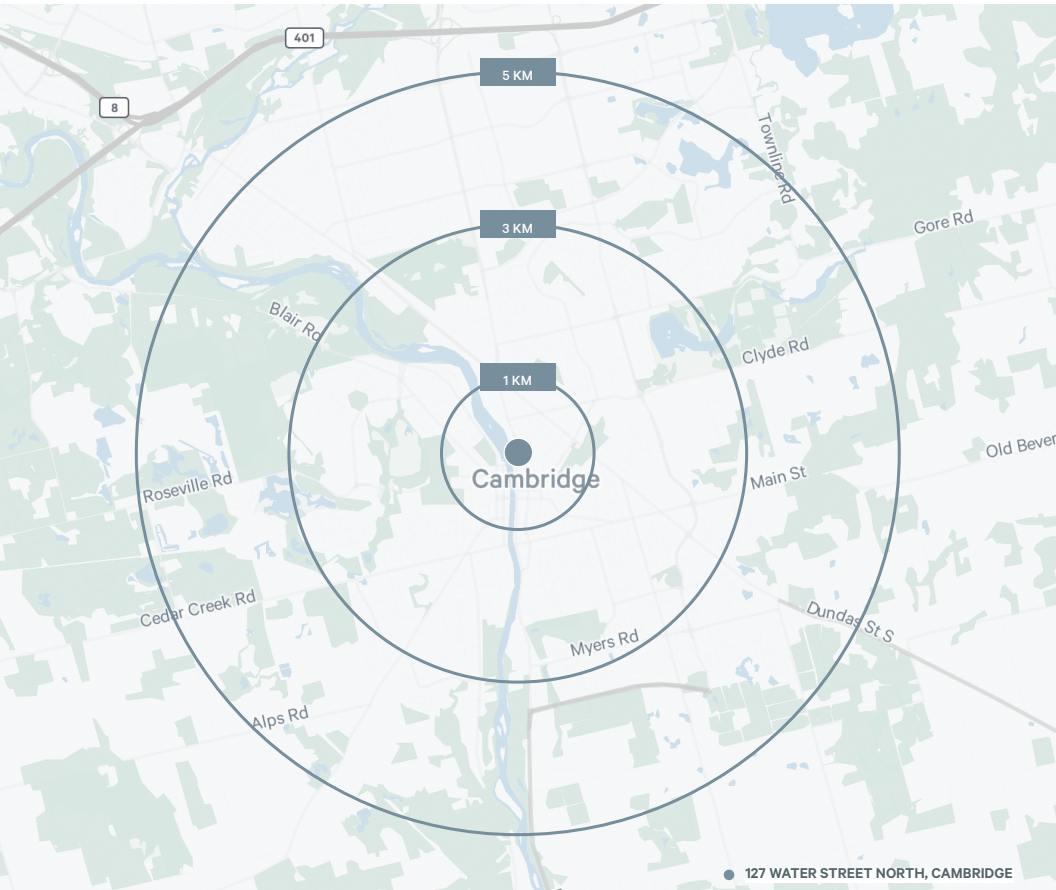 401
5 KM
8
Townline Rd
Gore Rd
3 KM
Blair Rd
Clyde Rd
1 KM
Old Bever
Cambridge
Main St
Roseville Rd
Cedar Creek Rd
Dundas St S
Myers Rd
Alps Rd
127 WATER STREET NORTH, CAMBRIDGE